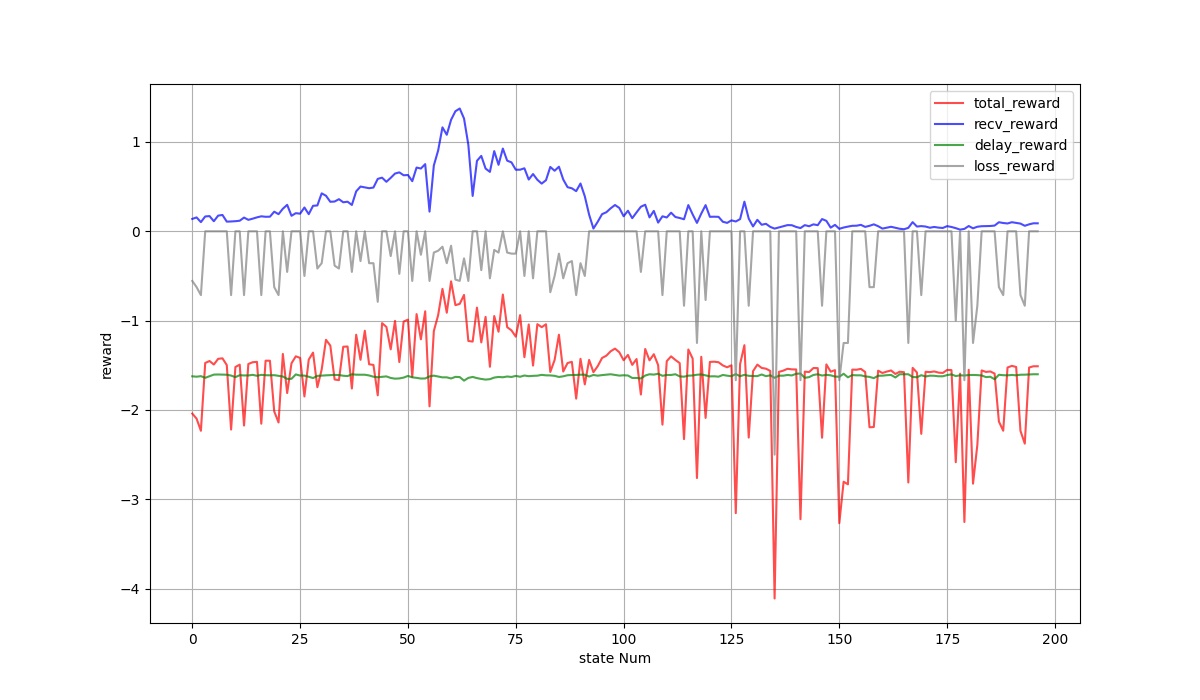 total_reward
recv_reward
delay_reward
loss_reward
1
0
−1
−2
−3
−4
reward
0 25 50 75 100 125 150 175 200
state Num